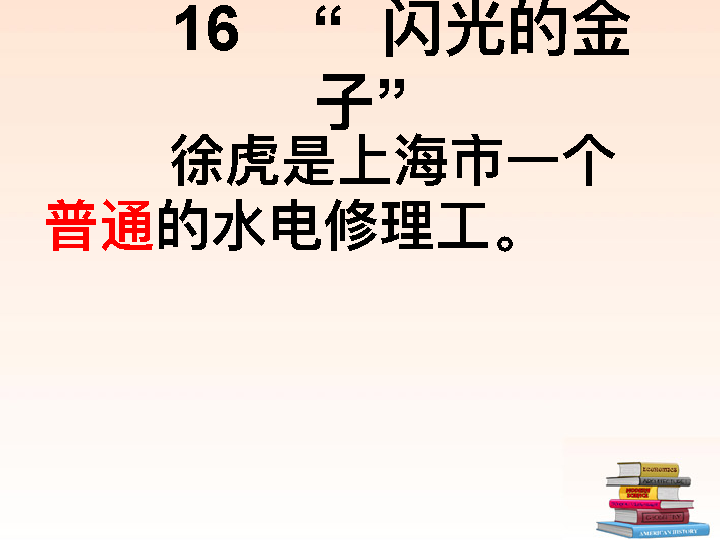 16 “ 闪光的金
子”
徐虎是上海市一个
普通的水电修理工。
ECONOMICS
ARCHITECTURE
MODERN
SCIENCE
AMERICAN HISTORY